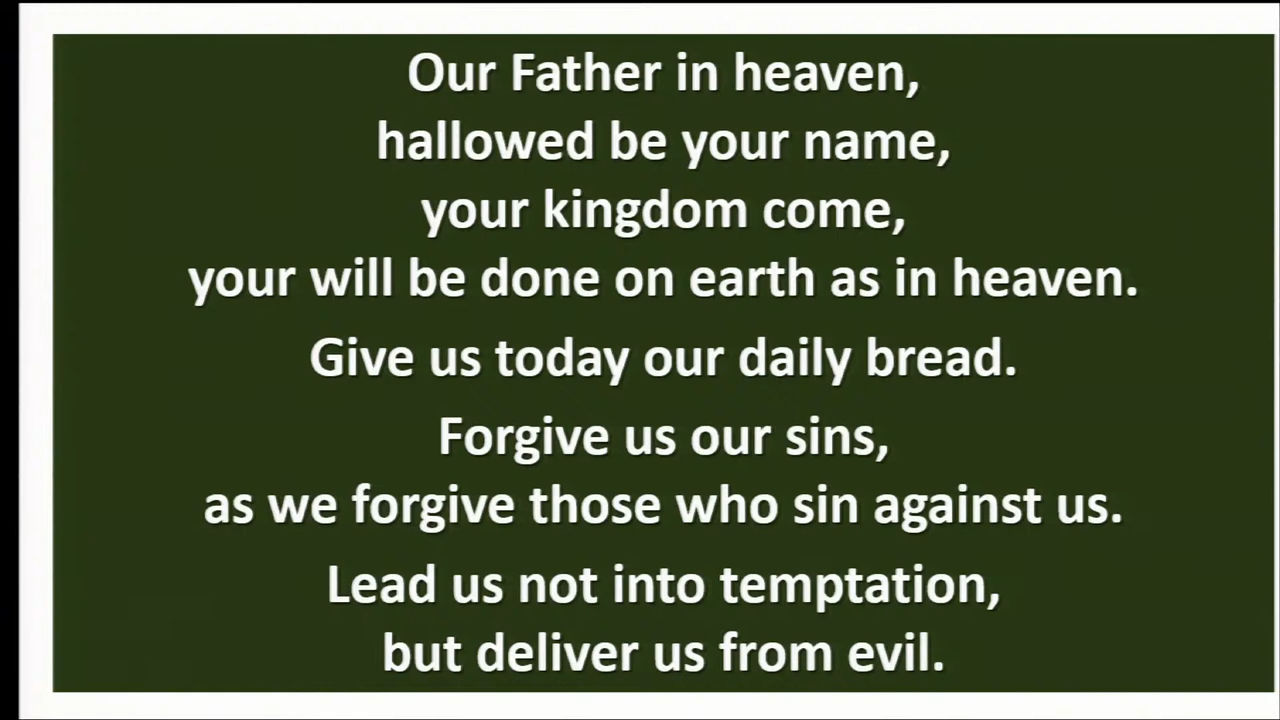 Our Father in heaven,
hallowed be your name,
your kingdom come,
your will be done on earth as in heaven.
Give us today our daily bread.
Forgive us our sins,
as we forgive those who sin against us.
Lead us not into temptation,
but deliver us from evil.